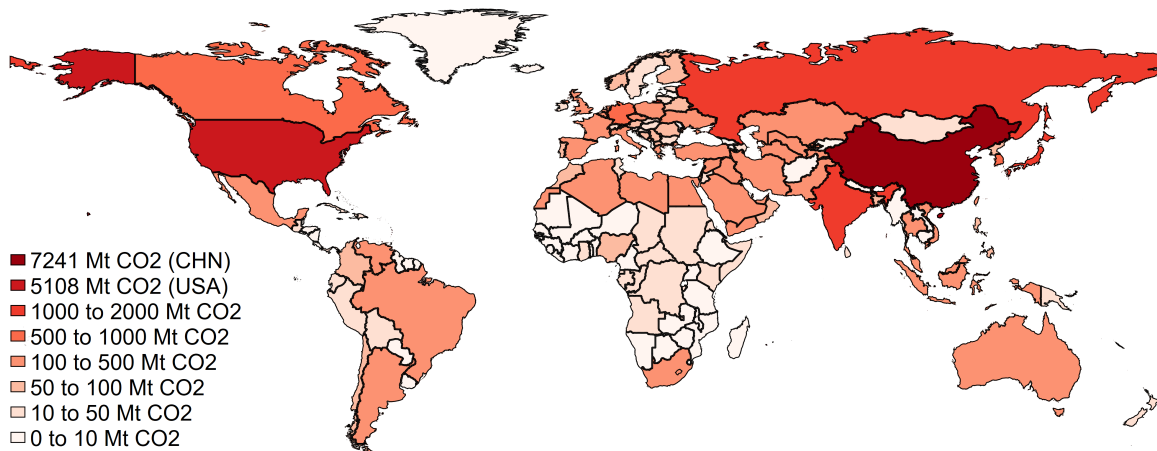 7241 Mt CO2 (CHN)
5108 Mt CO2 (USA)
1000 to 2000 Mt CO2
500 to 1000 Mt CO2
100 to 500 Mt CO2
50 to 100 Mt CO2
10 to 50 Mt CO2
0 to 10 Mt CO2